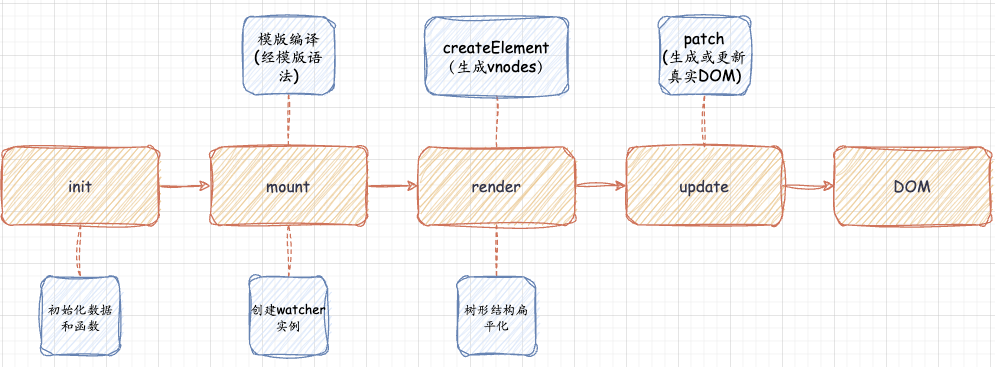 模版编译
(经模版语
法)
createElement
(生成vnodes)
patch
(生成或更新
真实DOM)
init
mount
render
update
DOM
初始化数据
和函数
创建watcher
实例
树形结构扁
平化